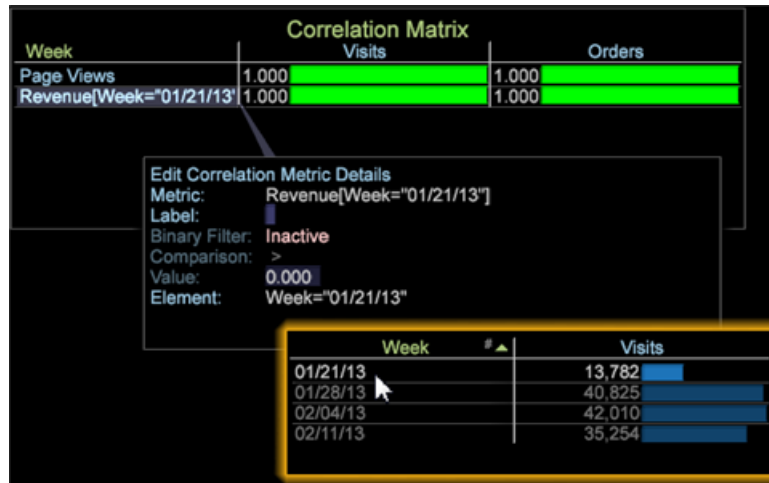 Correlation Matrix
Week Visits Orders
Page Views 1.000 1.000
Revenue[Week="01/21/13" 1.000 1.000
Edit Correlation Metric Details
Metric: Revenue[Week="01/21/13"]
Label:
Binary Filter: Inactive
Comparison: >
Value: 0.000
Element: Week="01/21/13"
Week # Visits
01/21/13 13,782
01/28/13 40,825
02/04/13 42,010
02/11/13 35,254